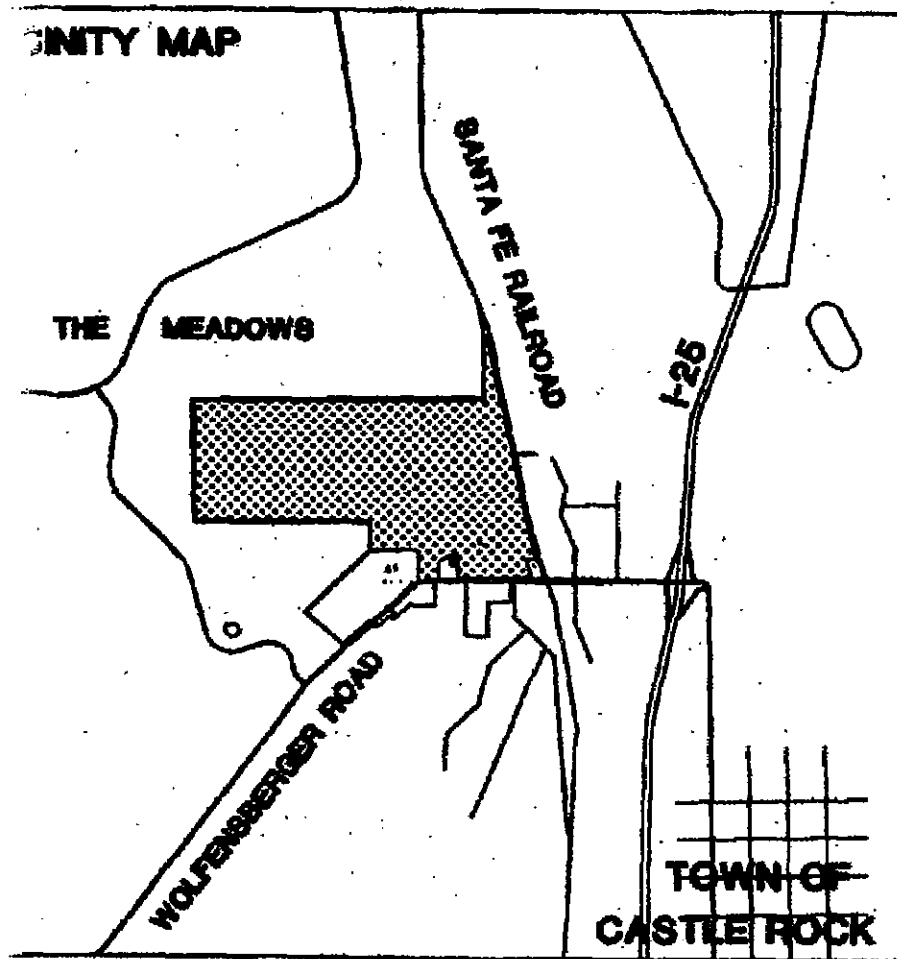 INITY MAP
SANTA FE RAILROAD
THE MEADOWS
I-25
WOLFENSBERGER ROAD
TOWN OF
CASTLE ROCK